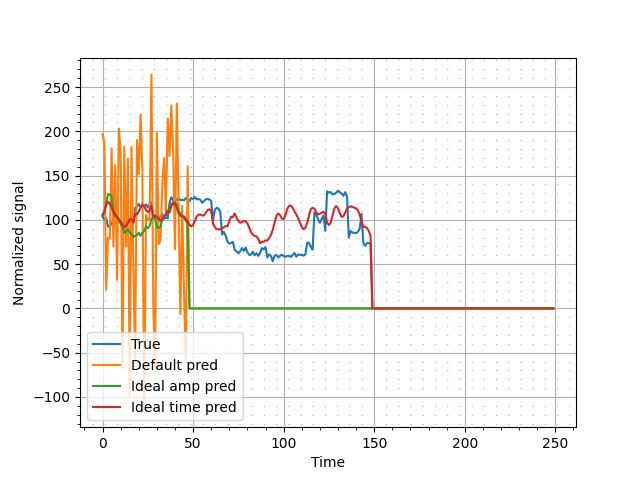 250
200
150
100
50
0
−50
−100
Normalized signal
True
Default pred
Ideal amp pred
Ideal time pred
0 50 100 150 200 250
Time